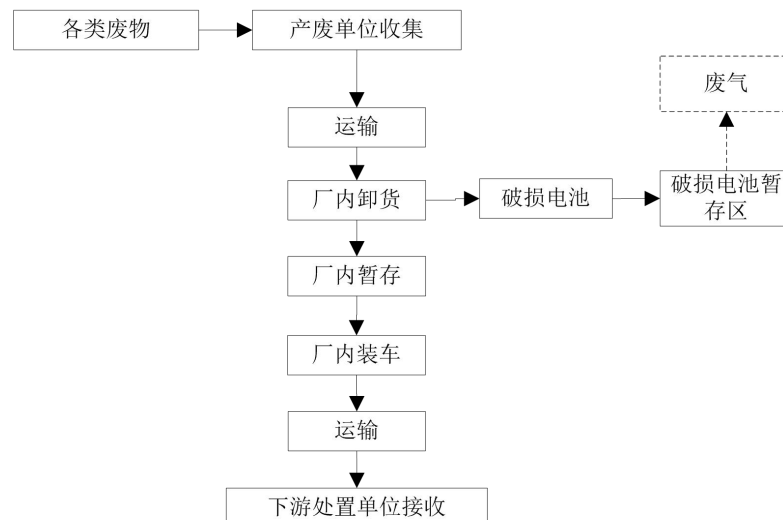 各类废物
产废单位收集
运输
厂内卸货
破损电池
破损电池暂
存区
废气
厂内暂存
厂内装车
运输
下游处置单位接收